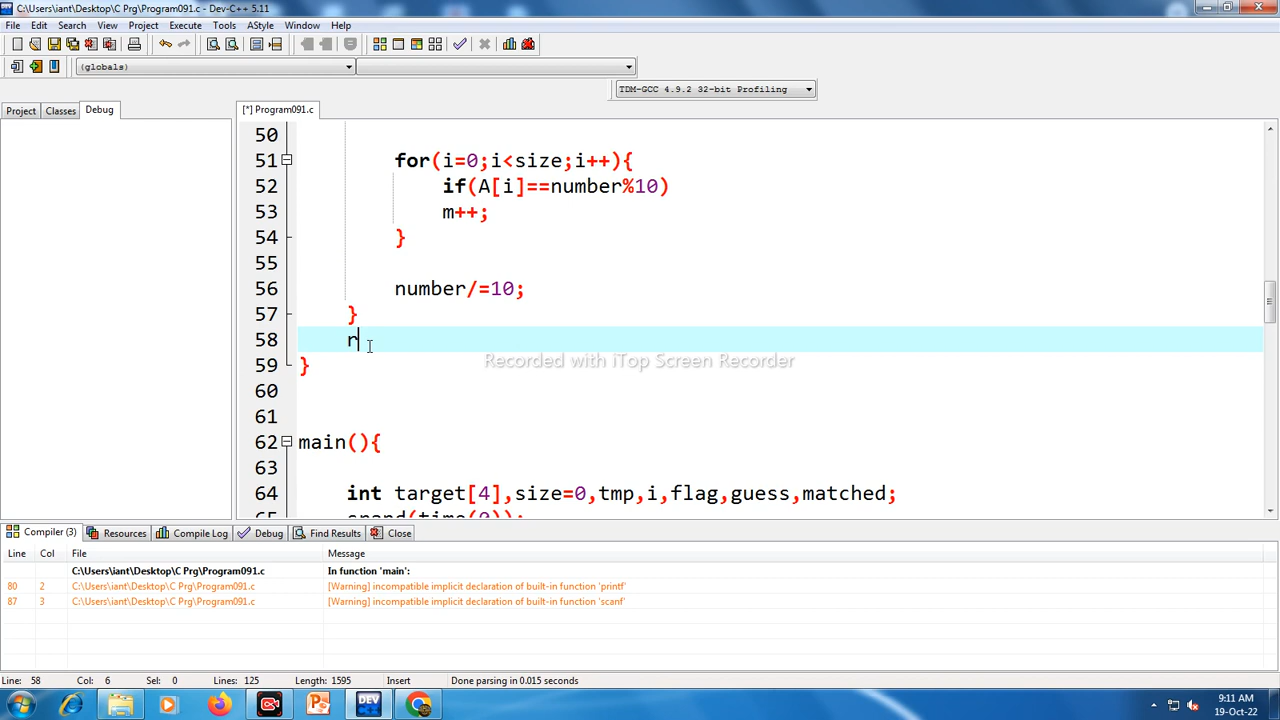 C:\Users\iant\Desktop\C Prg\Program091.c - Dev-C++ 5.11
File Edit Search View Project Execute Tools AStyle Window Help
(globals)
TDM-GCC 4.9.2 32-bit Profiling
Project Classes Debug
[*] Program091.c
50
51 for(i=0;i<size;i++){
52 if(A[i]==number%10)
53 m++;
54 }
55
56 number/=10;
57 }
58 r
Recorded with iTop Screen Recorder
59 }
60
61
62 main(){
63
64 int target[4],size=0,tmp,i,flag,guess,matched;
65 srand(time(0));
Compiler (3) Resources Compile Log Debug Find Results Close
Line Col File Message
C:\Users\iant\Desktop\C Prg\Program091.c In function 'main':
80 2 C:\Users\iant\Desktop\C Prg\Program091.c [Warning] incompatible implicit declaration of built-in function 'printf'
87 3 C:\Users\iant\Desktop\C Prg\Program091.c [Warning] incompatible implicit declaration of built-in function 'scanf'
Line: 58 Col: 6 Sel: 0 Lines: 125 Length: 1595 Insert Done parsing in 0.015 seconds
DEV
9:11 AM
19-Oct-22